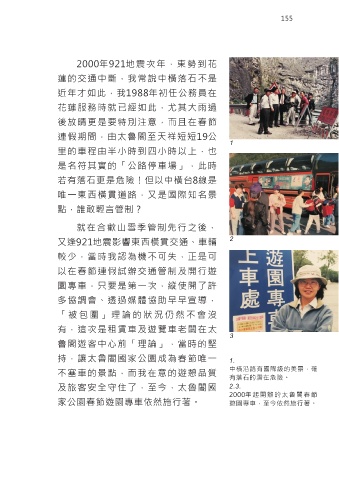 155
2000年921地震次年，東勢到花
蓮的交通中斷，我常說中橫落石不是
近年才如此，我1988年初任公務員在
花蓮服務時就已經如此，尤其大雨過
後放晴更是要特別注意，而且在春節
連假期間，由太魯閣至天祥短短19公
里的車程由半小時到四小時以上，也
是名符其實的「公路停車場」，此時
若有落石更是危險！但以中橫台8線是
唯一東西橫貫道路，又是國際知名景
點，誰敢輕言管制？
就在合歡山雪季管制先行之後，
又逢921地震影響東西橫貫交通、車輛
較少，當時我認為機不可失，正是可
以在春節連假試辦交通管制及開行遊
園專車，只要是第一次，縱使開了許
多協調會、透過媒體協助早早宣導，
「被包圍」理論的狀況仍然不會沒
有，這次是租賃車及遊覽車老闆在太
魯閣遊客中心前「理論」，當時的堅
持，讓太魯閣國家公園成為春節唯一
不塞車的景點，而我在意的遊憩品質
及旅客安全守住了，至今，太魯閣國
家公園春節遊園專車依然施行著。
1
2
遊園專車
上車處
3
1.
中橫沿路有國際級的美景，僅
有落石的潛在危險。
2.3.
2000年起開辦的太魯閣春節
遊園專車，至今依然施行著。